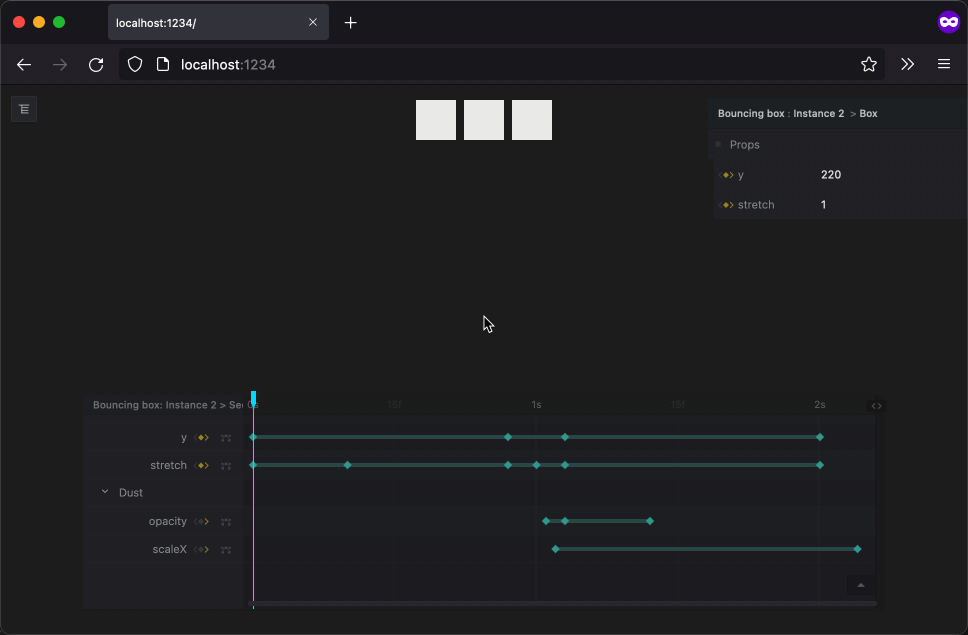 localhost:1234/
localhost:1234
Bouncing box : Instance 2 > Box
Props
y 220
stretch 1
Bouncing box: Instance 2 > Se
15f 1s 15f 2s
y
stretch
Dust
opacity
scaleX